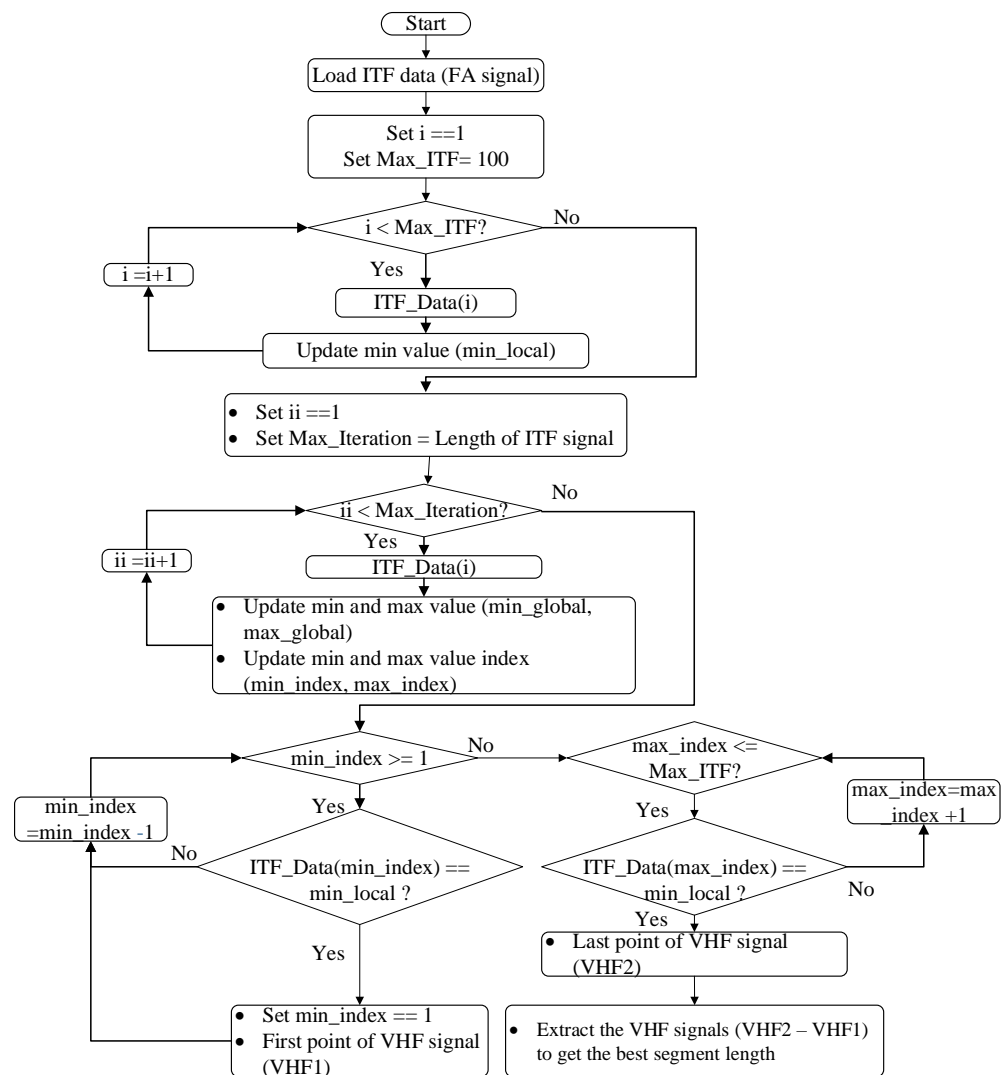 Start
Load ITF data (FA signal)
Set i ==1
Set Max_ITF= 100
i < Max_ITF?
No
Yes
i =i+1
ITF_Data(i)
Update min value (min_local)
• Set ii ==1
• Set Max_Iteration = Length of ITF signal
ii < Max_Iteration?
No
Yes
ii =ii+1
ITF_Data(i)
• Update min and max value (min_global,
max_global)
• Update min and max value index
(min_index, max_index)
min_index >= 1
No
max_index <=
Max_ITF?
min_index
=min_index -1
Yes
Yes
max_index=max
_index +1
No
ITF_Data(min_index) ==
min_local ?
ITF_Data(max_index) ==
min_local ?
No
Yes
Yes
• Last point of VHF signal
(VHF2)
• Set min_index == 1
• First point of VHF signal
(VHF1)
• Extract the VHF signals (VHF2 – VHF1)
to get the best segment length